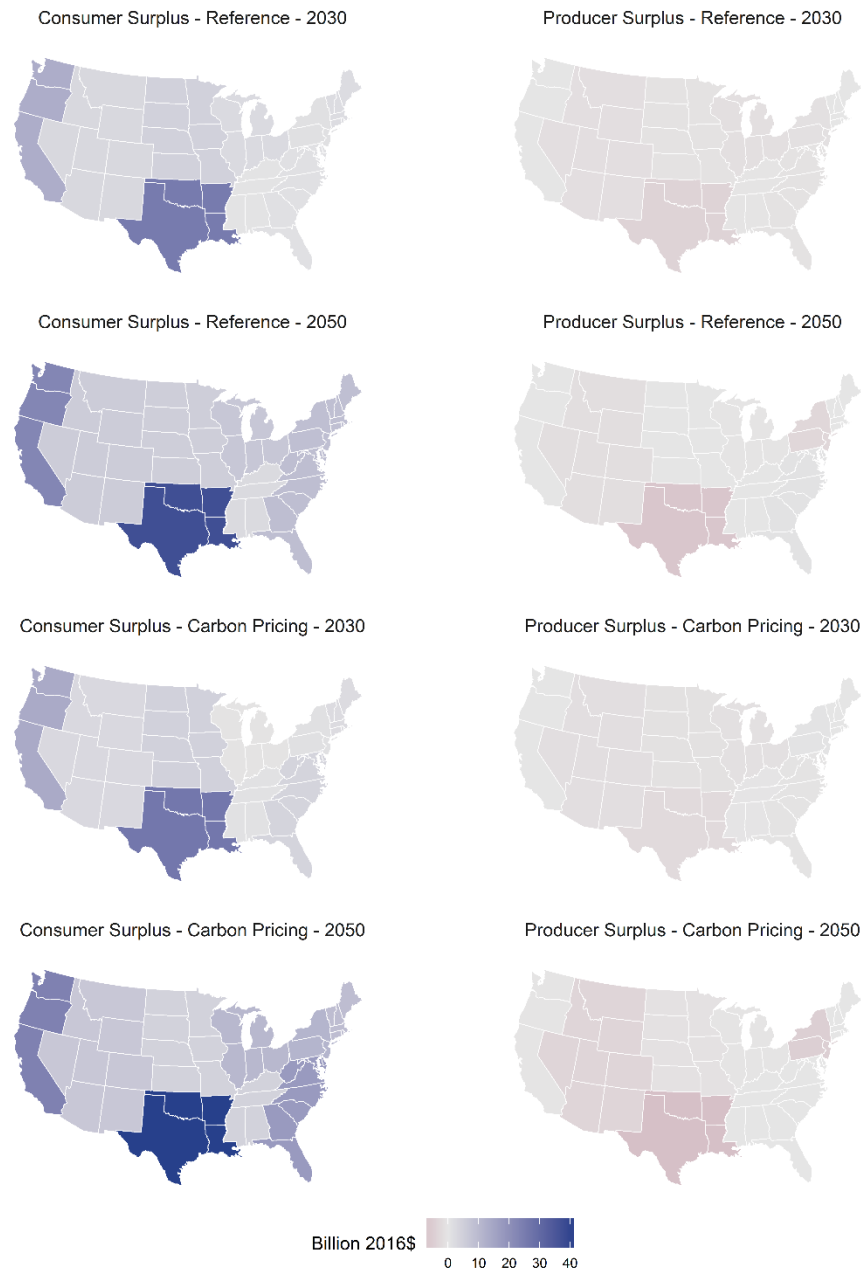 Consumer Surplus - Reference - 2030
Producer Surplus - Reference - 2030
Consumer Surplus - Reference - 2050
Producer Surplus - Reference - 2050
Consumer Surplus - Carbon Pricing - 2030
Producer Surplus - Carbon Pricing - 2030
Consumer Surplus - Carbon Pricing - 2050
Producer Surplus - Carbon Pricing - 2050
Billion 2016$
0 10 20 30 40